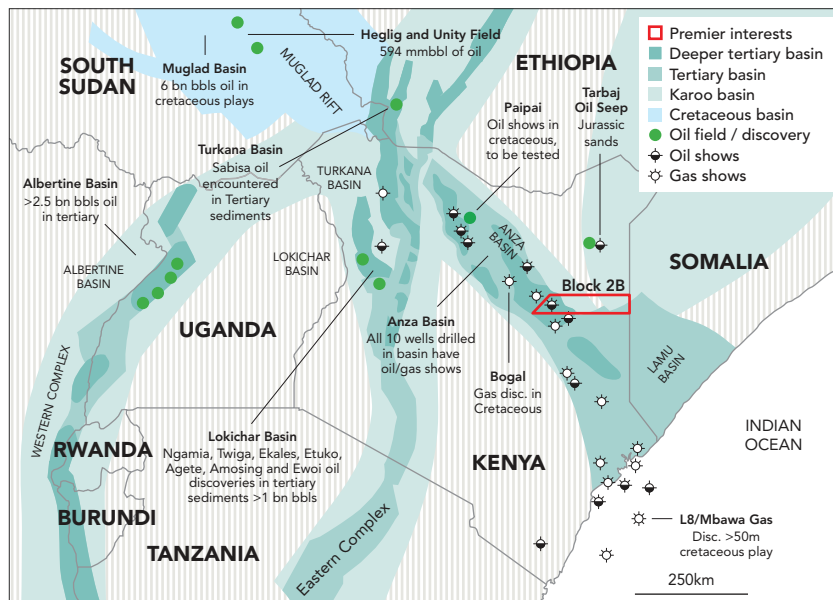 Heglig and Unity Field
594 mmbbl of oil
SOUTH
SUDAN
Muglad Basin
6 bn bbls oil in
cretaceous plays
MUGLAD RIFT
ETHIOPIA
Premier interests
Deeper tertiary basin
Tertiary basin
Karoo basin
Cretaceous basin
Oil field / discovery
Oil shows
Gas shows
Paipai
Oil shows in
cretaceous,
to be tested
Tarbaj
Oil Seep
Jurassic
sands
Turkana Basin
Sabisa oil
encountered
in Tertiary
sediments
TURKANA
BASIN
Albertine Basin
>2.5 bn bbls oil
in tertiary
ALBERTINE
BASIN
LOKICHAR
BASIN
ANZA
BASIN
SOMALIA
Block 2B
UGANDA
Anza Basin
All 10 wells drilled
in basin have
oil/gas shows
Bogal
Gas disc. in
Cretaceous
LAMU
BASIN
WESTERN COMPLEX
INDIAN
OCEAN
RWANDA
Lokichar Basin
Ngamia, Twiga, Ekales, Etuko,
Agete, Amosing and Ewoi oil
discoveries in tertiary
sediments >1 bn bbls
KENYA
BURUNDI
TANZANIA
Eastern Complex
L8/Mbawa Gas
Disc. >50m
cretaceous play
250km